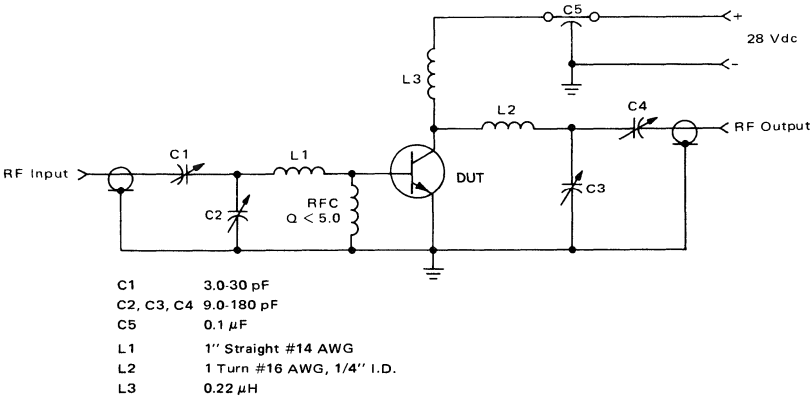 C5
+
28 Vdc
-
L3
L2
C4
RF Output
C1
L1
RF Input
DUT
C2
RFC
Q < 5.0
C3
C1 3.0-30 pF
C2, C3, C4 9.0-180 pF
C5 0.1 μF
L1 1″ Straight #14 AWG
L2 1 Turn #16 AWG, 1/4″ I.D.
L3 0.22 μH